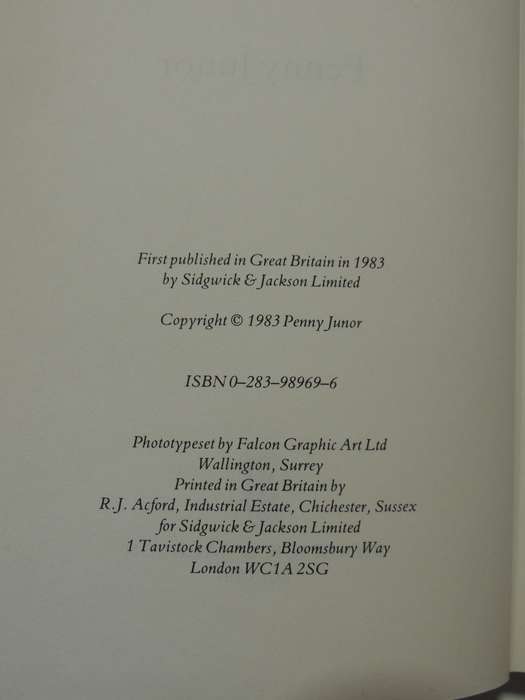 First published in Great Britain in 1983
by Sidgwick & Jackson Limited
Copyright © 1983 Penny Junor
ISBN 0–283–98969–6
Phototypeset by Falcon Graphic Art Ltd
Wallington, Surrey
Printed in Great Britain by
R.J. Acford, Industrial Estate, Chichester, Sussex
for Sidgwick & Jackson Limited
1 Tavistock Chambers, Bloomsbury Way
London WC1A 2SG